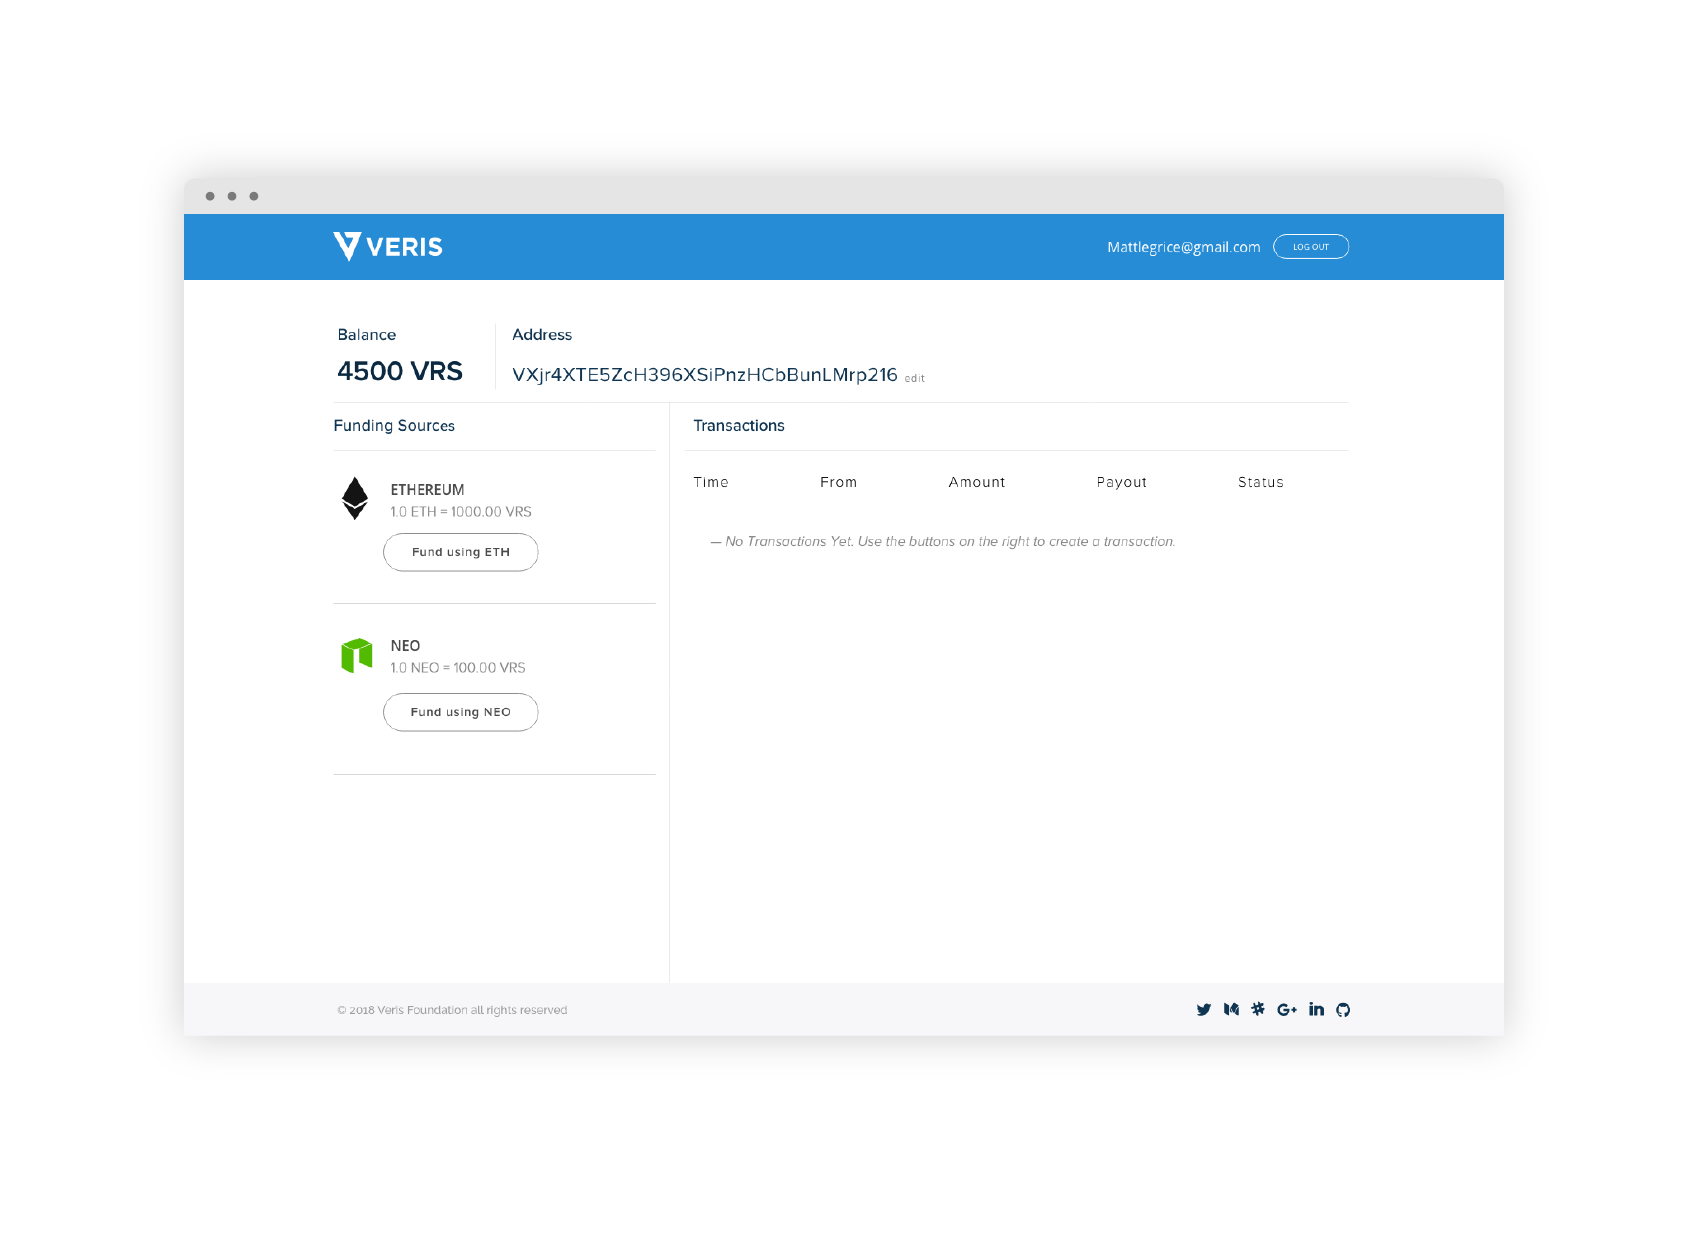 VERIS
Mattlegrice@gmail.com LOG OUT
Balance
4500 VRS
Address
VXjr4XTE5ZcH396XSiPnzHCbBunLMrp216 edit
Funding Sources
ETHEREUM
1.0 ETH = 1000.00 VRS
Fund using ETH
NEO
1.0 NEO = 100.00 VRS
Fund using NEO
Transactions
Time From Amount Payout Status
— No Transactions Yet. Use the buttons on the right to create a transaction.
© 2018 Veris Foundation all rights reserved
G+ in